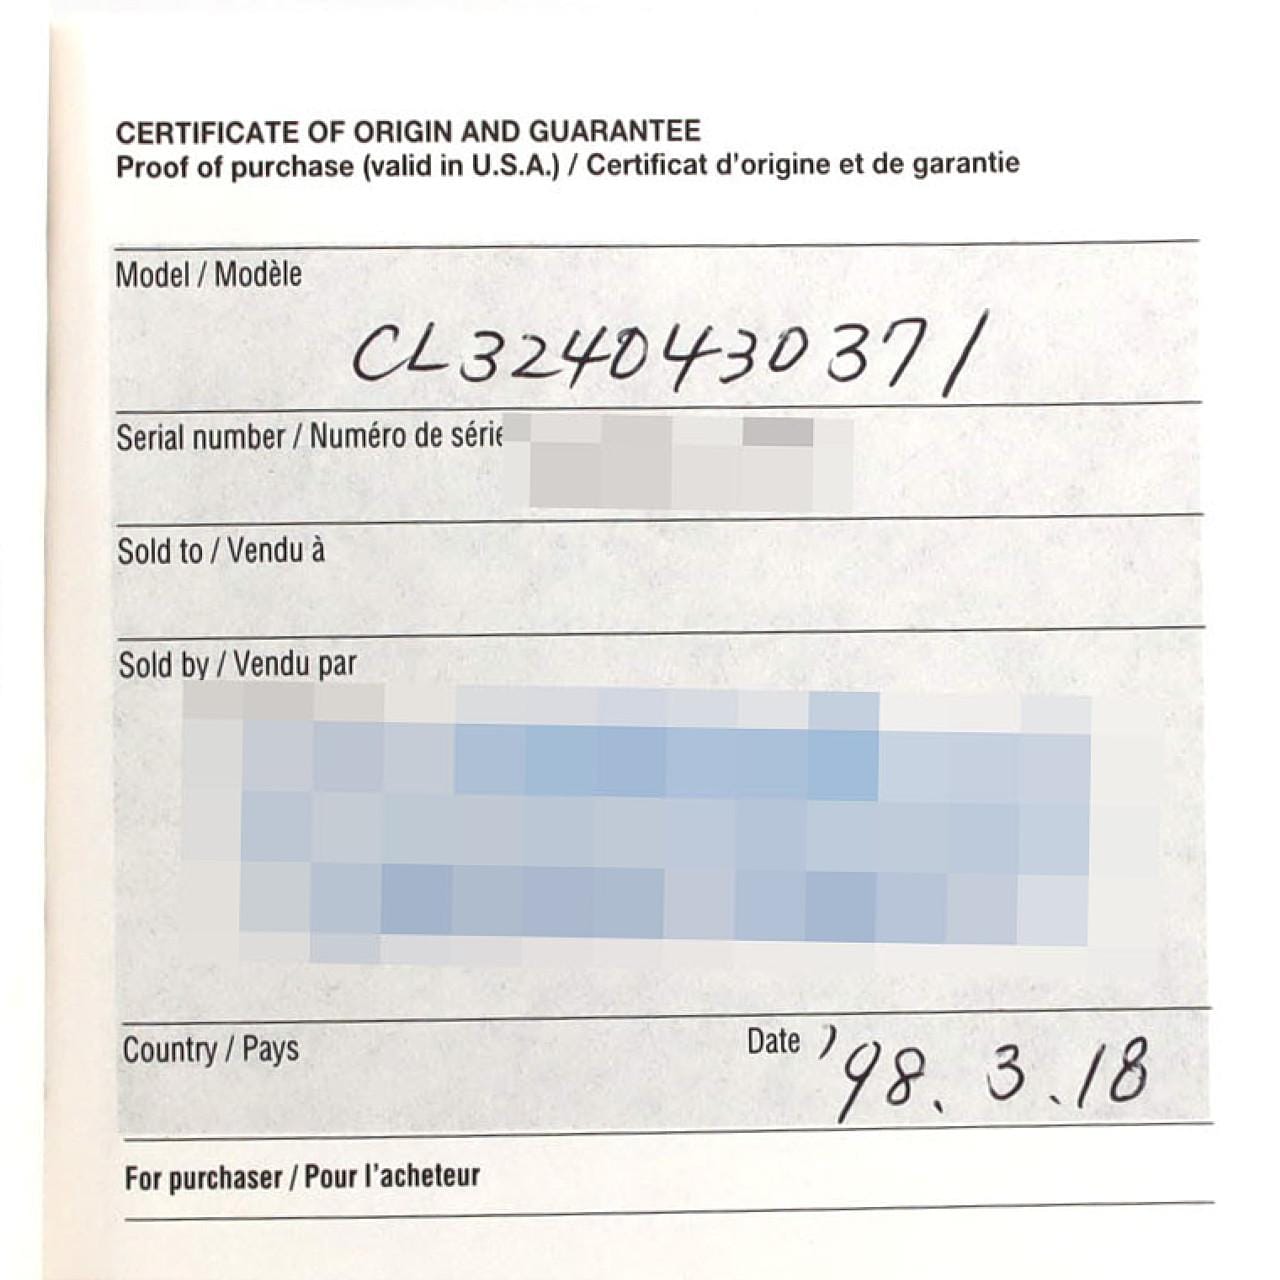 CERTIFICATE OF ORIGIN AND GUARANTEE
Proof of purchase (valid in U.S.A.) / Certificat d'origine et de garantie
Model / Modèle
CL324043037/
Serial number / Numéro de série
Sold to / Vendu à
Sold by / Vendu par
Country / Pays
Date '98. 3. 18
For purchaser / Pour l'acheteur